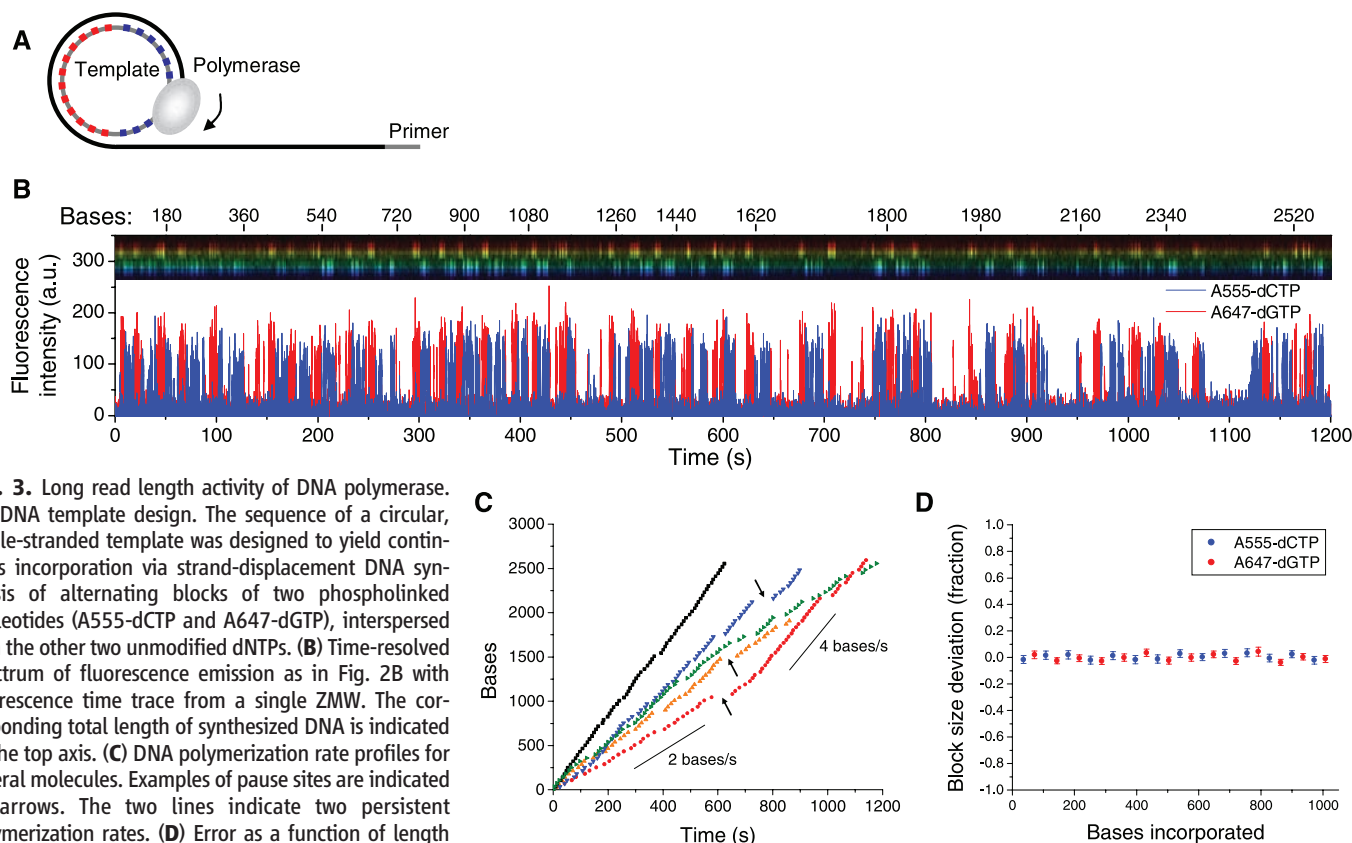 A
Template
Polymerase
Primer
B
Bases: 180 360 540 720 900 1080 1260 1440 1620 1800 1980 2160 2340 2520
Fluorescence
intensity (a.u.)
300
200
100
0
A555-dCTP
A647-dGTP
0 100 200 300 400 500 600 700 800 900 1000 1100 1200
Time (s)
. 3. Long read length activity of DNA polymerase.
DNA template design. The sequence of a circular,
le-stranded template was designed to yield contin-
s incorporation via strand-displacement DNA syn-
sis of alternating blocks of two phospholinked
leotides (A555-dCTP and A647-dGTP), interspersed
the other two unmodified dNTPs. (B) Time-resolved
ctrum of fluorescence emission as in Fig. 2B with
rescence time trace from a single ZMW. The cor-
ponding total length of synthesized DNA is indicated
he top axis. (C) DNA polymerization rate profiles for
eral molecules. Examples of pause sites are indicated
arrows. The two lines indicate two persistent
ymerization rates. (D) Error as a function of length
C
Bases
3000
2500
2000
1500
1000
500
0
4 bases/s
2 bases/s
0 200 400 600 800 1000 1200
Time (s)
D
Block size deviation (fraction)
1.0
0.8
0.6
0.4
0.2
0.0
-0.2
-0.4
-0.6
-0.8
-1.0
A555-dCTP
A647-dGTP
0 200 400 600 800 1000
Bases incorporated